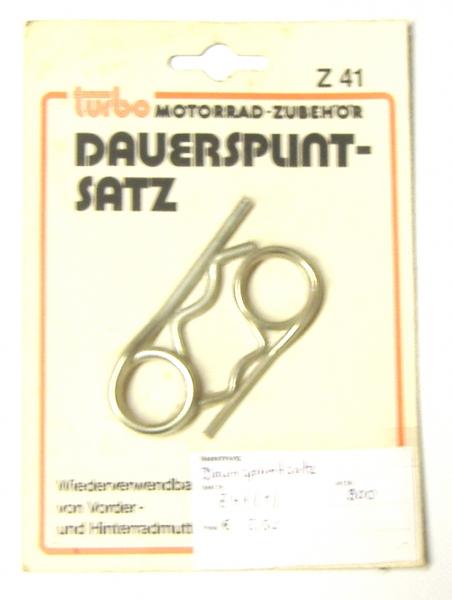 Z 41
turbo MOTORRAD-ZUBEHÖR
DAUERSPLINT-
SATZ
Wiederverwendba
von Vorder-
und Hinterradmutt